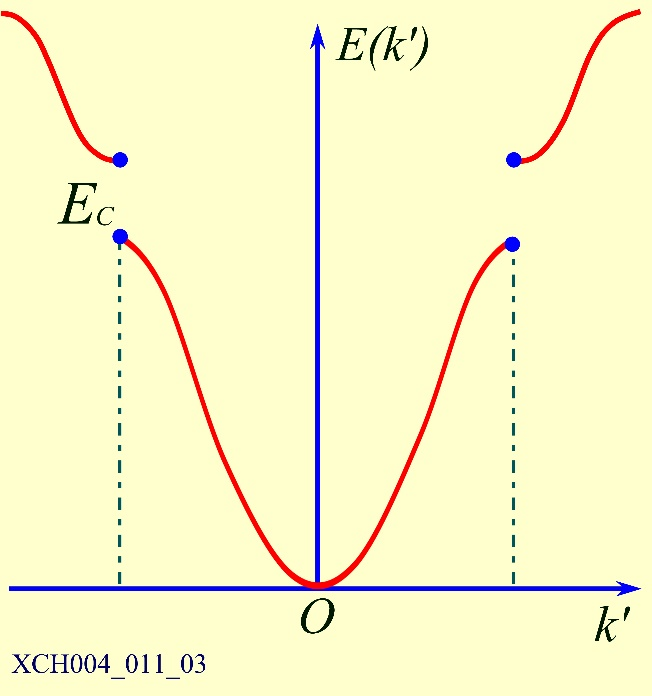 E(k')
E_C
O
k'
XCH004_011_03